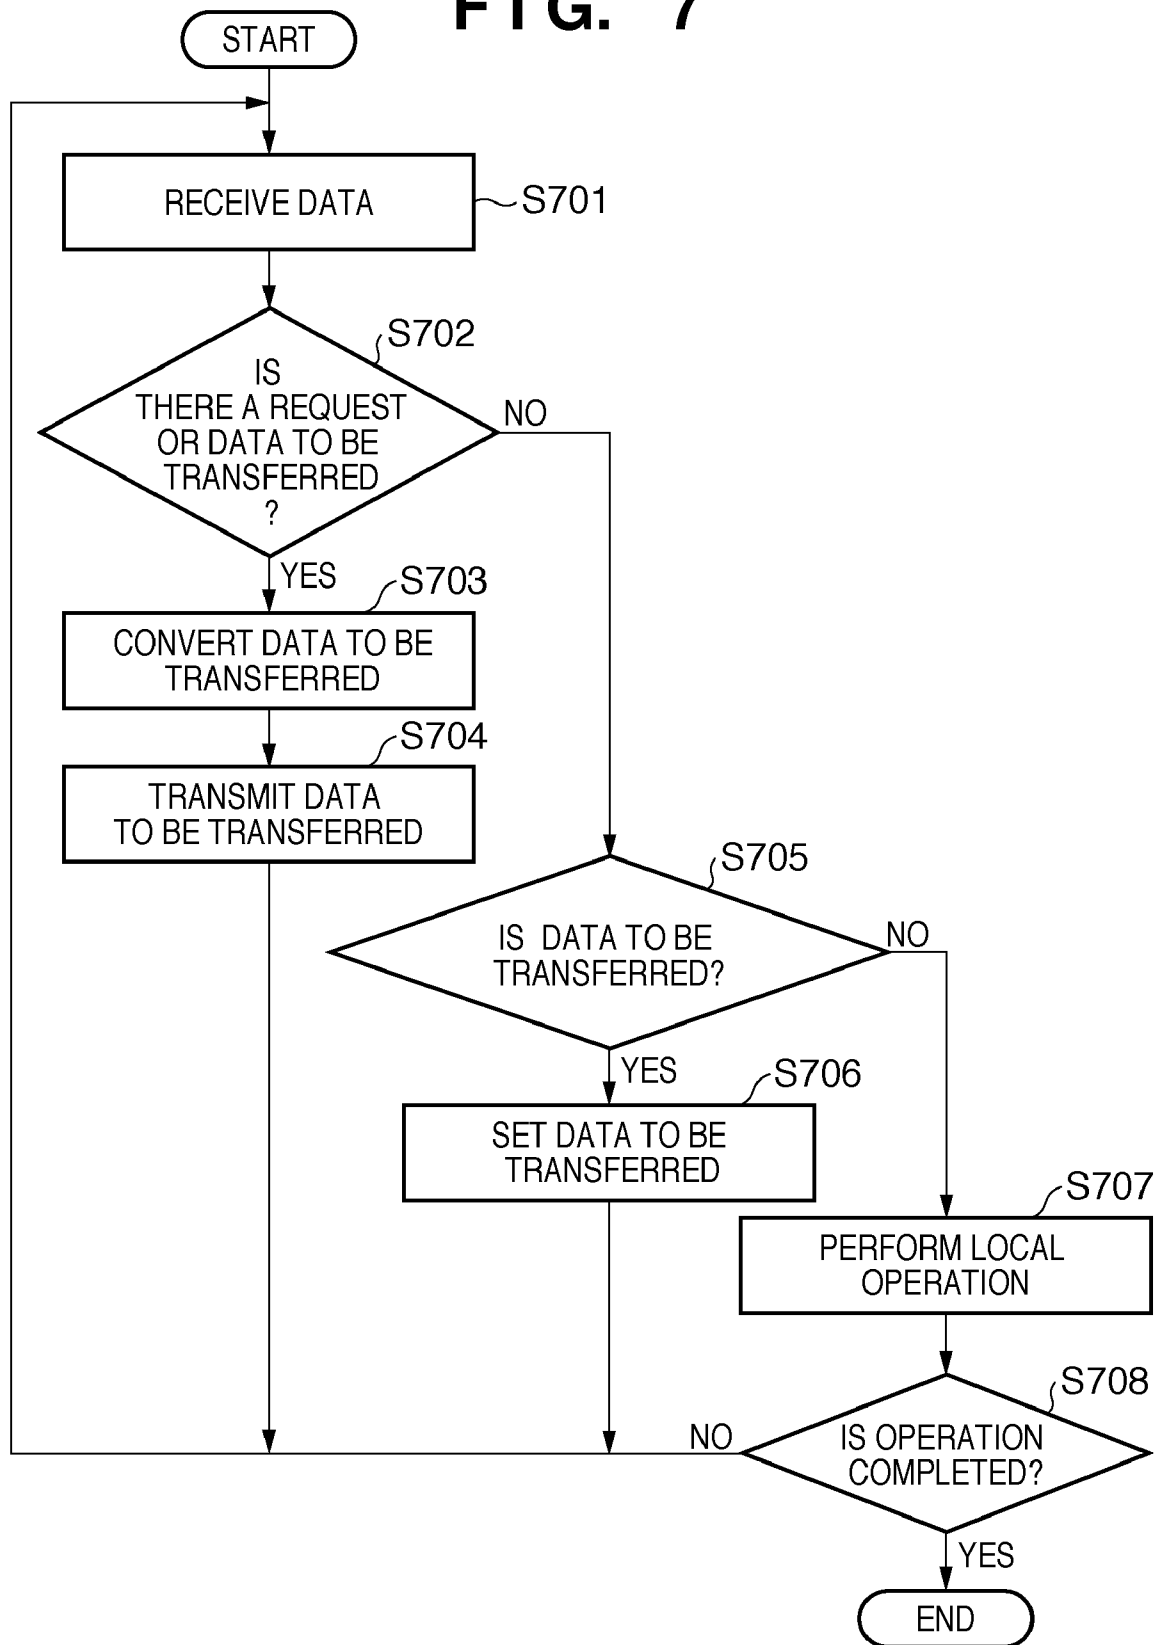 FIG. 7
START
RECEIVE DATA
S701
S702
IS
THERE A REQUEST
OR DATA TO BE
TRANSFERRED
?
NO
YES
S703
CONVERT DATA TO BE
TRANSFERRED
S704
TRANSMIT DATA
TO BE TRANSFERRED
S705
IS DATA TO BE
TRANSFERRED?
NO
YES
S706
SET DATA TO BE
TRANSFERRED
S707
PERFORM LOCAL
OPERATION
S708
IS OPERATION
COMPLETED?
NO
YES
END